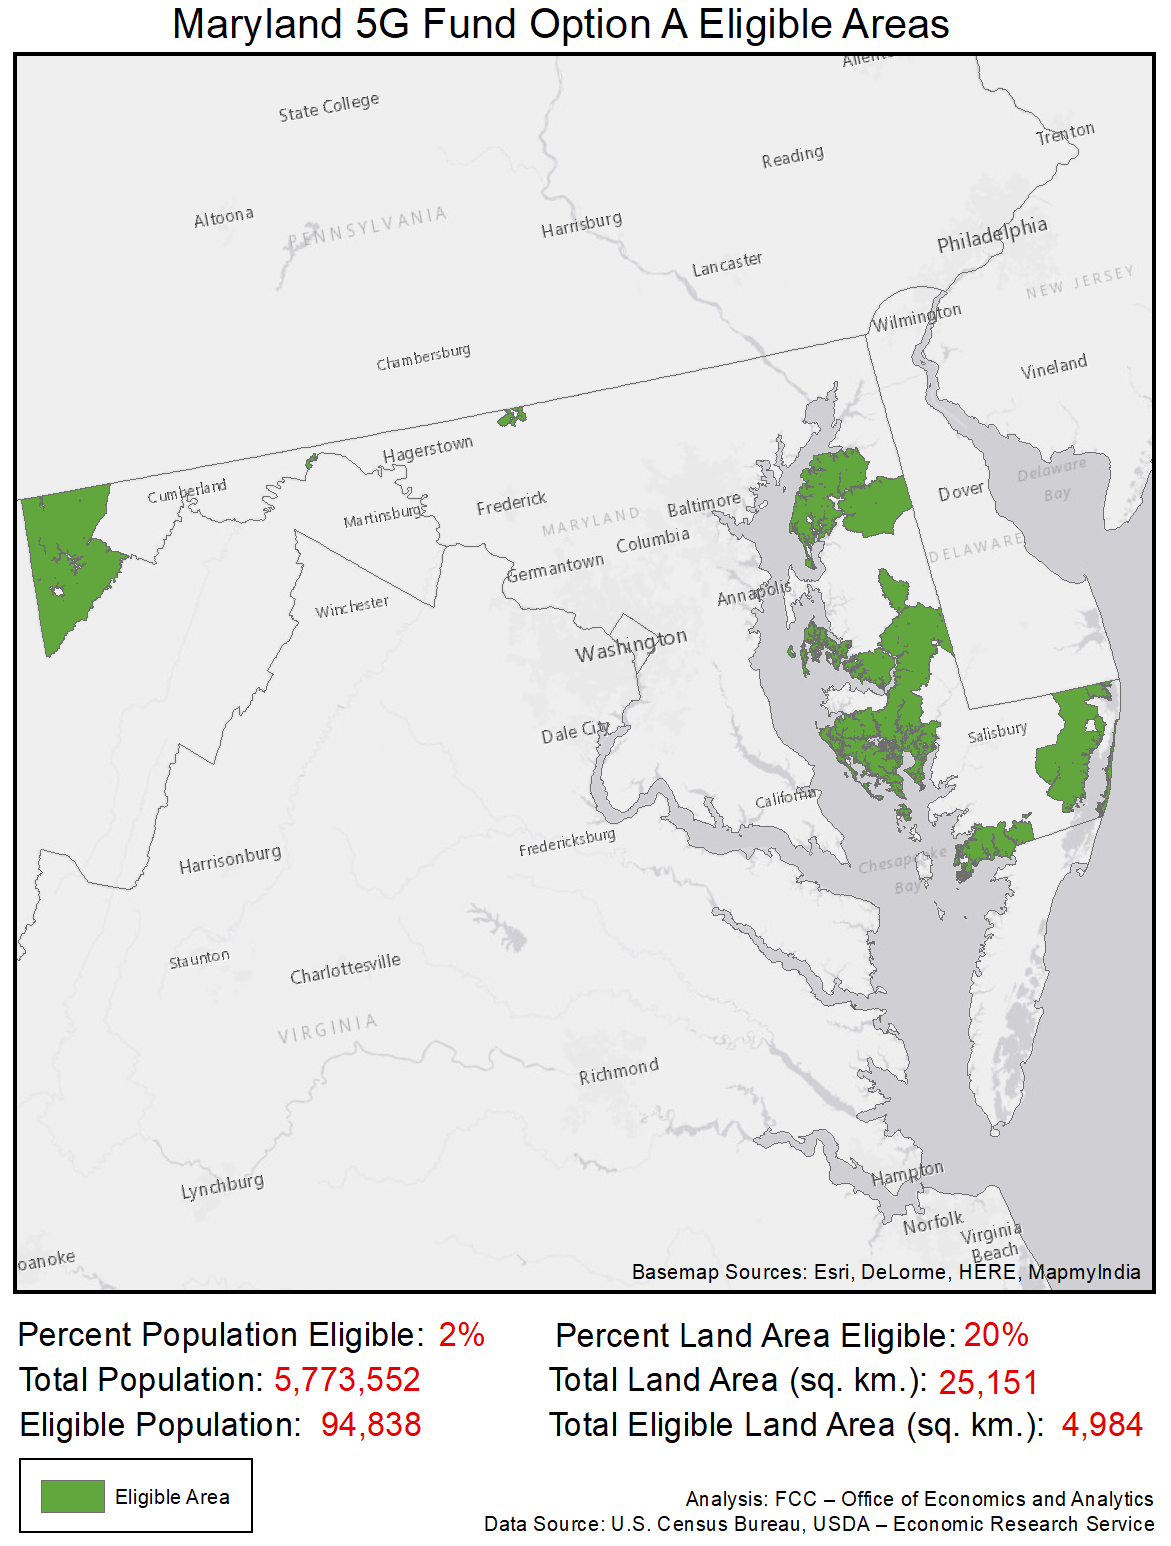 Maryland 5G Fund Option A Eligible Areas
State College
Trenton
Reading
Altoona
PENNSYLVANIA
Harrisburg
Philadelphia
Lancaster
NEW JERSEY
Wilmington
Chambersburg
Vineland
Hagerstown
Cumberland
Delaware
Bay
Dover
Frederick
Baltimore
Martinsburg
MARYLAND
Columbia
DELAWARE
Germantown
Annapolis
Winchester
Washington
Dale City
Salisbury
California
Fredericksburg
Harrisonburg
Chesapeake
Bay
Staunton
Charlottesville
VIRGINIA
Richmond
Lynchburg
Hampton
Norfolk
Virginia
Beach
oanoke
Basemap Sources: Esri, DeLorme, HERE, MapmyIndia
Percent Population Eligible: 2%
Percent Land Area Eligible: 20%
Total Population: 5,773,552
Total Land Area (sq. km.): 25,151
Eligible Population: 94,838
Total Eligible Land Area (sq. km.): 4,984
Eligible Area
Analysis: FCC – Office of Economics and Analytics
Data Source: U.S. Census Bureau, USDA – Economic Research Service